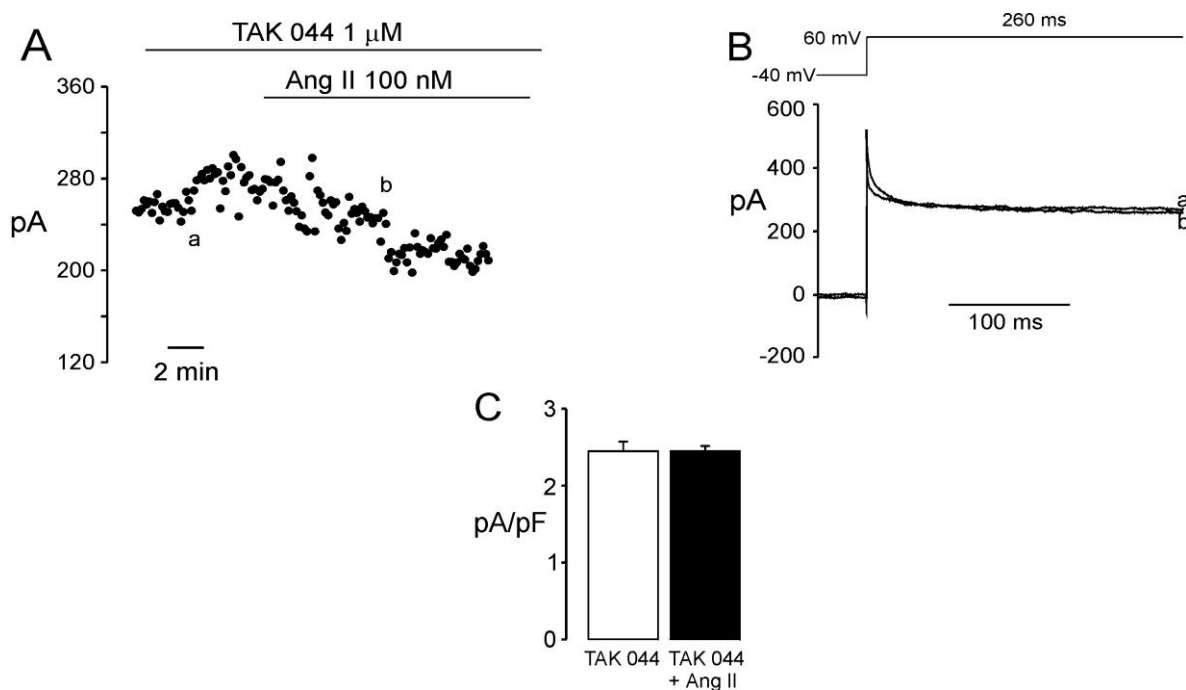 A
TAK 044 1 μM
Ang II 100 nM
360
280
200
120
pA
a
b
2 min
B
260 ms
60 mV
-40 mV
600
400
200
0
-200
pA
a
b
100 ms
C
3
2
1
0
pA/pF
TAK 044
TAK 044
+ Ang II